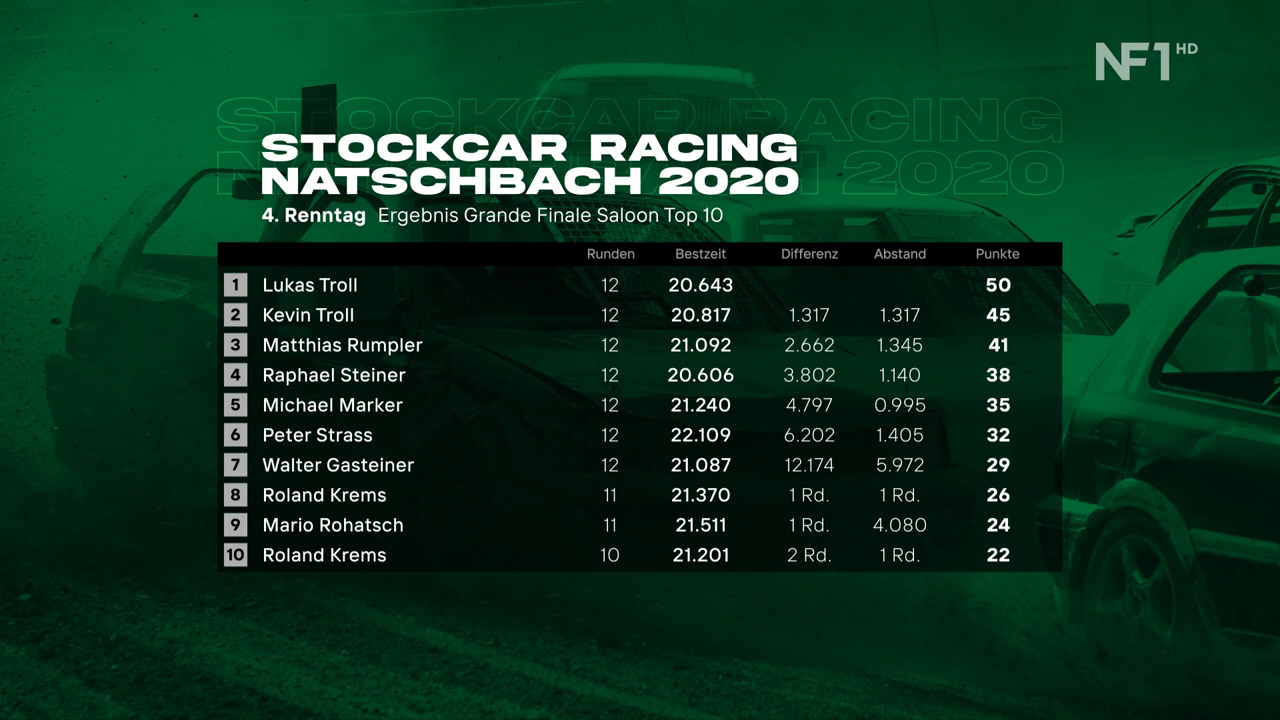 NF1 HD
STOCKCAR RACING
NATSCHBACH 2020
STOCKCAR RACING
NATSCHBACH 2020
4. Renntag Ergebnis Grande Finale Saloon Top 10
Runden Bestzeit Differenz Abstand Punkte
1 Lukas Troll 12 20.643 50
2 Kevin Troll 12 20.817 1.317 1.317 45
3 Matthias Rumpler 12 21.092 2.662 1.345 41
4 Raphael Steiner 12 20.606 3.802 1.140 38
5 Michael Marker 12 21.240 4.797 0.995 35
6 Peter Strass 12 22.109 6.202 1.405 32
7 Walter Gasteiner 12 21.087 12.174 5.972 29
8 Roland Krems 11 21.370 1 Rd. 1 Rd. 26
9 Mario Rohatsch 11 21.511 1 Rd. 4.080 24
10 Roland Krems 10 21.201 2 Rd. 1 Rd. 22